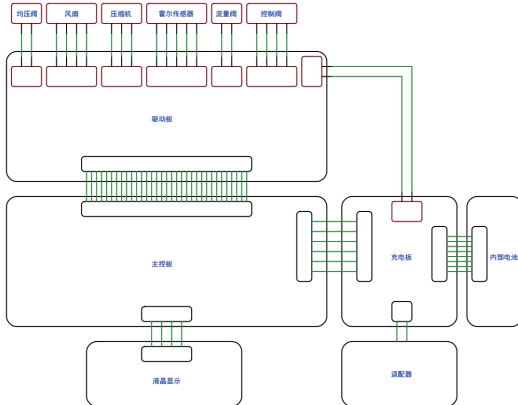 均压阀 风扇 压缩机 霍尔传感器 流量阀 控制阀
驱动板
主控板
充电板
内部电池
液晶显示
适配器